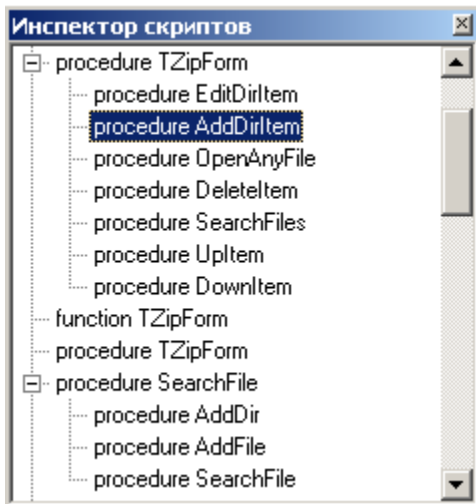 Инспектор скриптов
procedure TZipForm
procedure EditDirItem
procedure AddDirItem
procedure OpenAnyFile
procedure DeleteItem
procedure SearchFiles
procedure UpItem
procedure DownItem
function TZipForm
procedure TZipForm
procedure SearchFile
procedure AddDir
procedure AddFile
procedure SearchFile